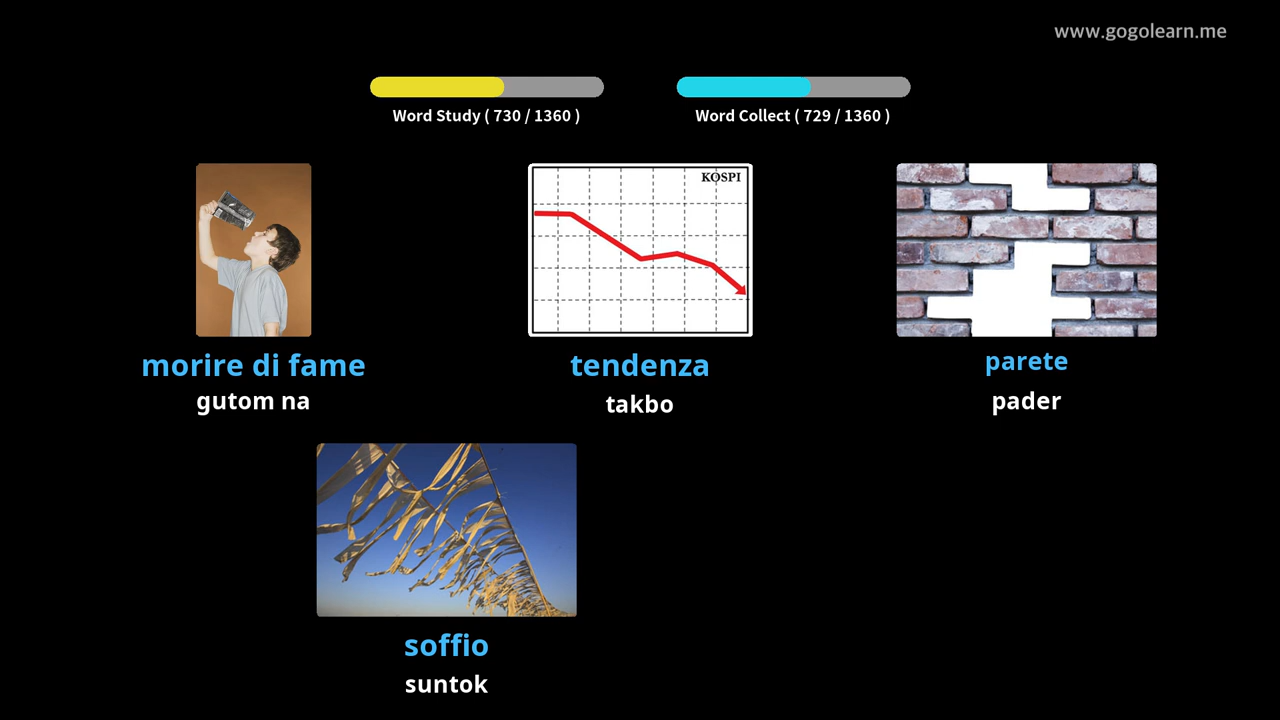 www.gogolearn.me
Word Study ( 730 / 1360 )
Word Collect ( 729 / 1360 )
KOSPI
morire di fame
gutom na
tendenza
takbo
parete
pader
soffio
suntok